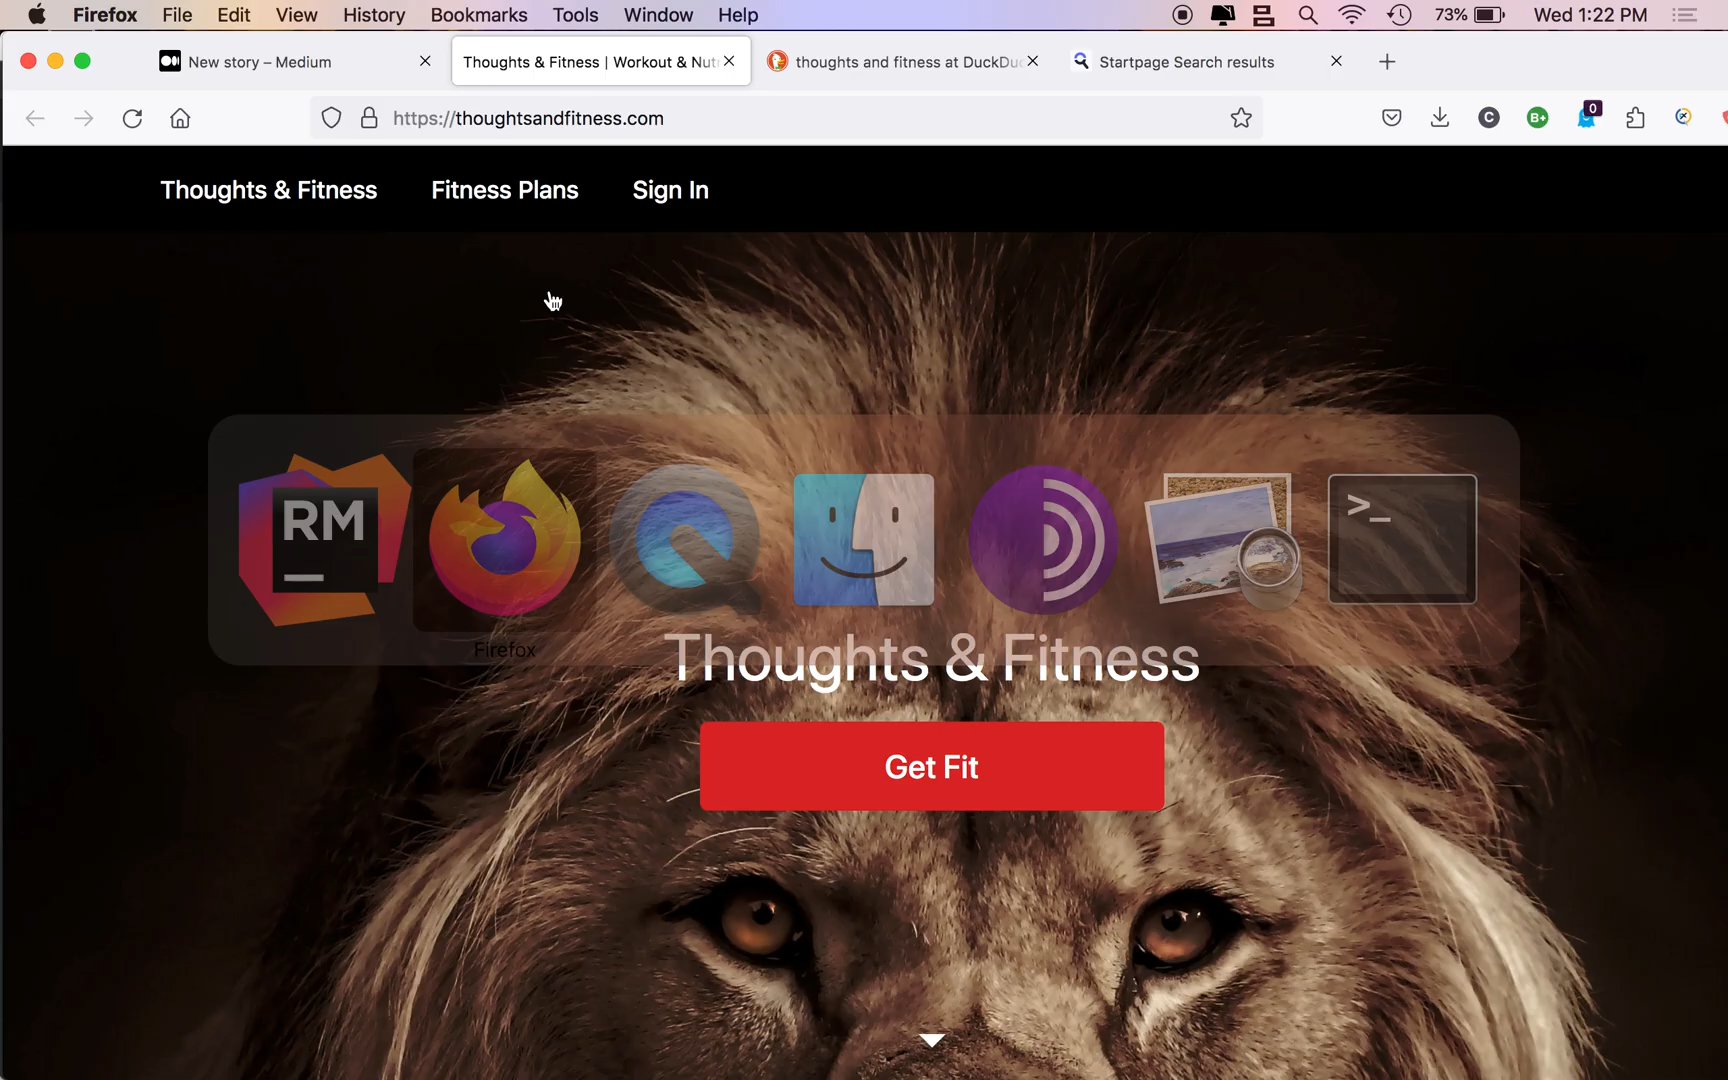 Firefox File Edit View History Bookmarks Tools Window Help 73% Wed 1:22 PM
New story – Medium
Thoughts & Fitness | Workout & Nut
thoughts and fitness at DuckDu
Startpage Search results
https://thoughtsandfitness.com
C
B+
0
Thoughts & Fitness Fitness Plans Sign In
RM
>_
Firefox
Thoughts & Fitness
Get Fit